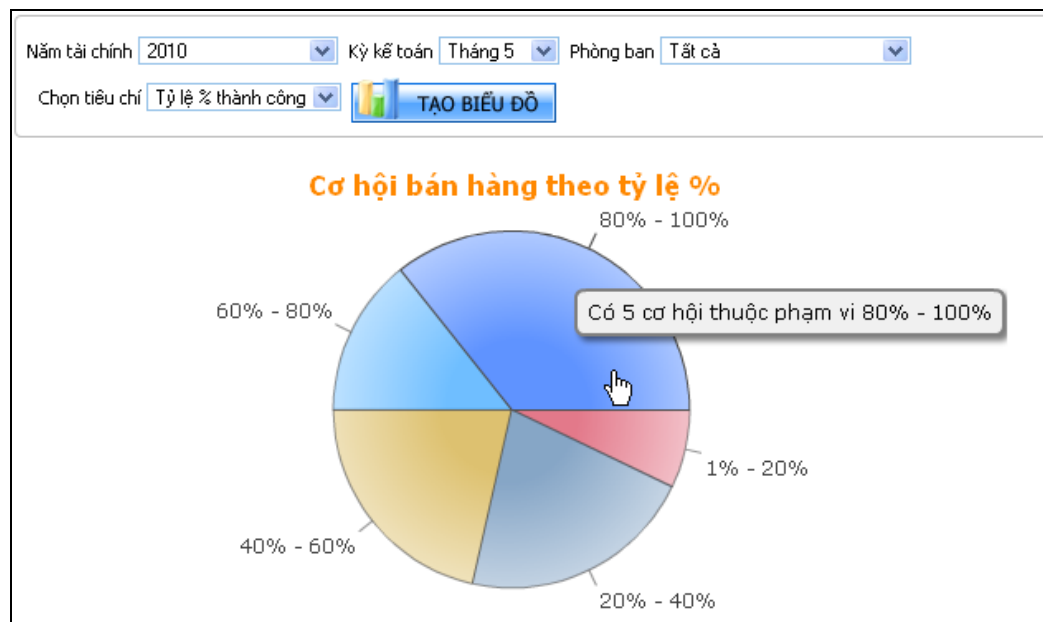 Năm tài chính 2010 Kỳ kế toán Tháng 5 Phòng ban Tất cả
Chọn tiêu chí Tỷ lệ % thành công TẠO BIỂU ĐỒ
Cơ hội bán hàng theo tỷ lệ %
80% - 100%
60% - 80%
Có 5 cơ hội thuộc phạm vi 80% - 100%
1% - 20%
40% - 60%
20% - 40%